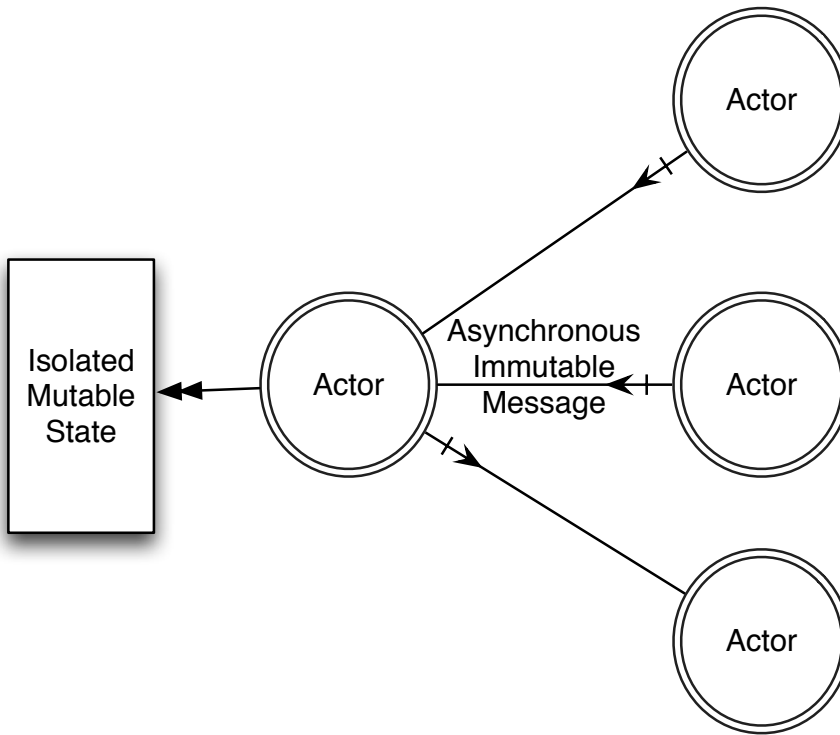 Actor
Isolated
Mutable
State
Actor
Asynchronous
Immutable
Message
Actor
Actor